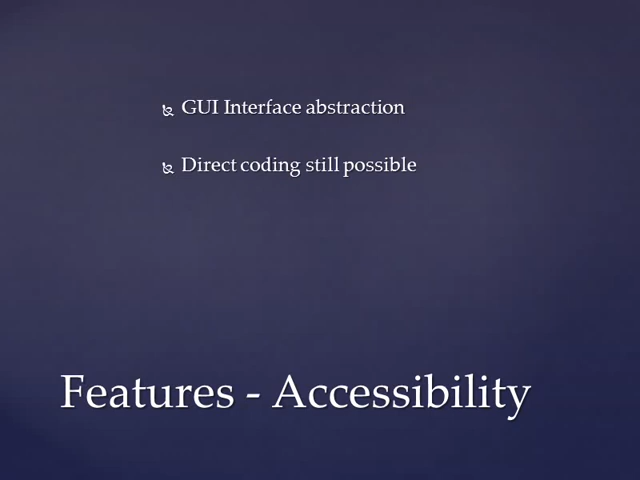 GUI Interface abstraction
Direct coding still possible
Features - Accessibility